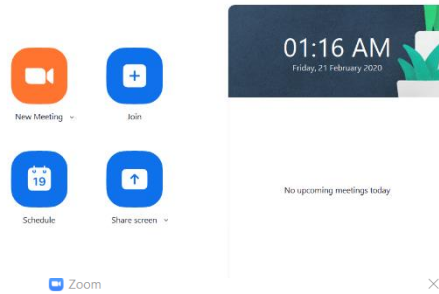 01:16 AM
Friday, 21 February 2020
New Meeting
Join
19
Schedule
Share screen
No upcoming meetings today
Zoom